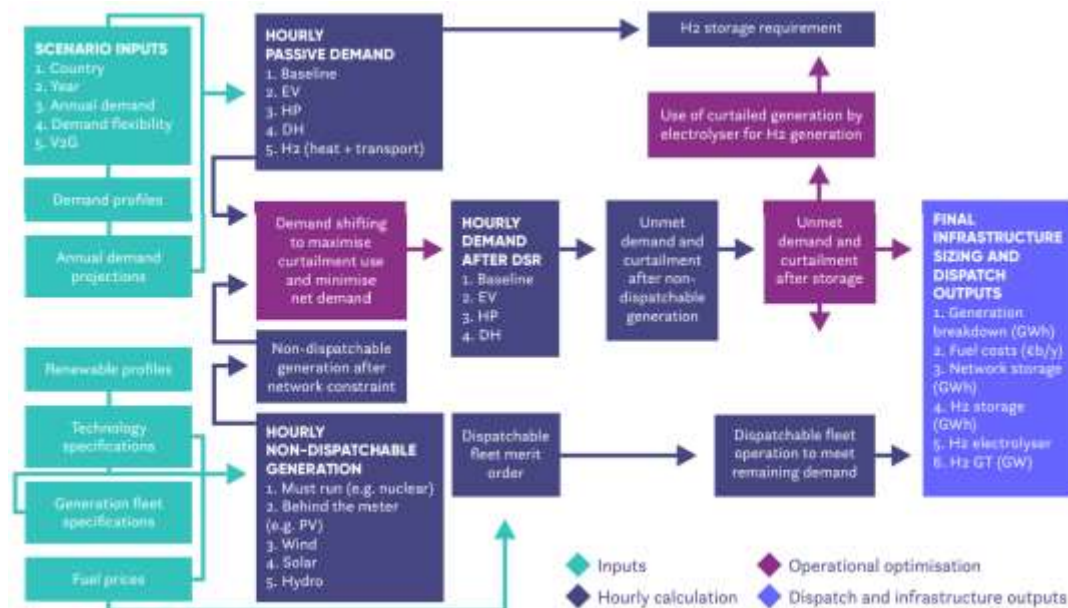 SCENARIO INPUTS
1. Country
2. Year
3. Annual demand
4. Demand flexibility
5. V2G
Demand profiles
Annual demand
projections
Renewable profiles
Technology
specifications
Generation fleet
specifications
Fuel prices
HOURLY
PASSIVE DEMAND
1. Baseline
2. EV
3. HP
4. DH
5. H2 (heat + transport)
Demand shifting
to maximise
curtailment use
and minimise
net demand
Non-dispatchable
generation after
network constraint
HOURLY
NON-DISPATCHABLE
GENERATION
1. Must run (e.g. nuclear)
2. Behind the meter
(e.g. PV)
3. Wind
4. Solar
5. Hydro
HOURLY
DEMAND
AFTER DSR
1. Baseline
2. EV
3. HP
4. DH
Dispatchable
fleet merit
order
Unmet
demand and
curtailment
after non-
dispatchable
generation
H2 storage requirement
Use of curtailed generation by
electrolyser for H2 generation
Unmet
demand and
curtailment
after storage
Dispatchable fleet
operation to meet
remaining demand
FINAL
INFRASTRUCTURE
SIZING AND
DISPATCH
OUTPUTS
1. Generation
breakdown (GWh)
2. Fuel costs (€b/y)
3. Network storage
(GWh)
4. H2 storage
(GWh)
5. H2 electrolyser
6. H2 GT (GW)
Inputs
Operational optimisation
Hourly calculation
Dispatch and infrastructure outputs